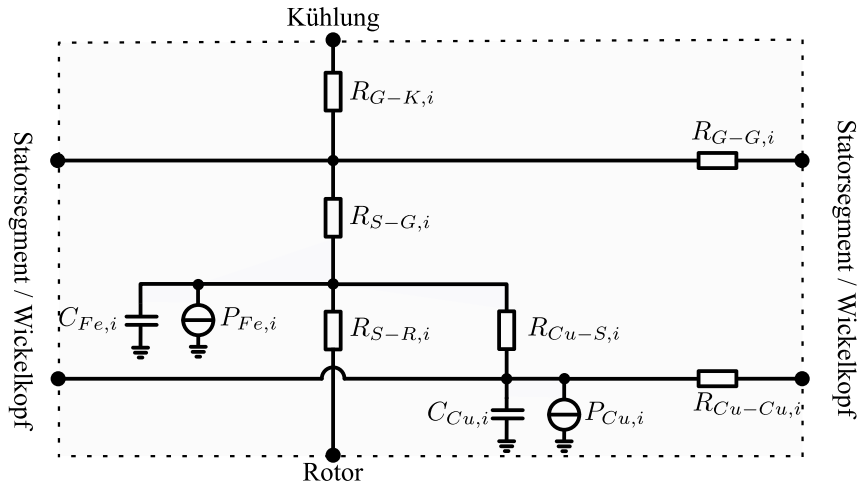 Kühlung
R_{G-K,i}
R_{G-G,i}
Statorsegment / Wickelkopf
Statorsegment / Wickelkopf
R_{S-G,i}
C_{Fe,i}
P_{Fe,i}
R_{S-R,i}
R_{Cu-S,i}
C_{Cu,i}
P_{Cu,i}
R_{Cu-Cu,i}
Rotor